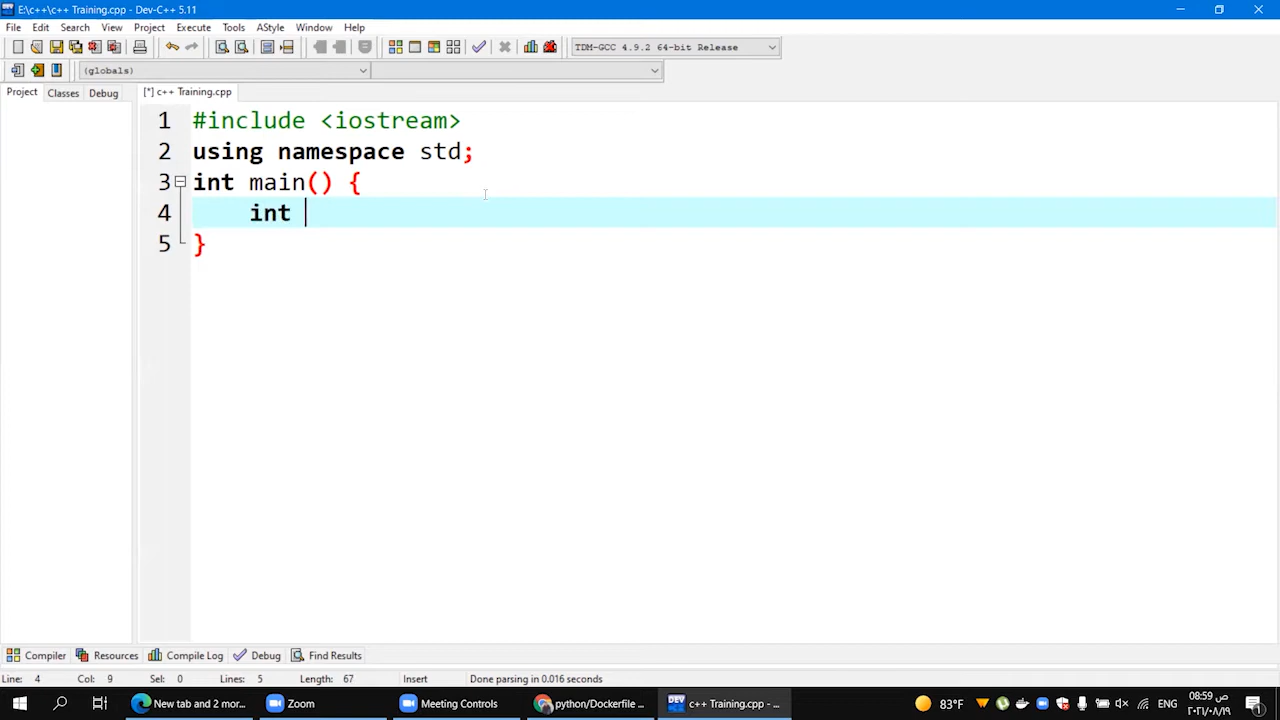 E:\c++\c++ Training.cpp - Dev-C++ 5.11
File Edit Search View Project Execute Tools AStyle Window Help
TDM-GCC 4.9.2 64-bit Release
(globals)
Project Classes Debug
[*] c++ Training.cpp
1 #include <iostream>
2 using namespace std;
3 int main() {
4 int
5 }
Compiler Resources Compile Log Debug Find Results
Line: 4 Col: 9 Sel: 0 Lines: 5 Length: 67 Insert Done parsing in 0.016 seconds
New tab and 2 mor... Zoom Meeting Controls python/Dockerfile ... c++ Training.cpp - ... 83°F ENG
08:59 ص
٢٠٢١/٠٨/١٩
1